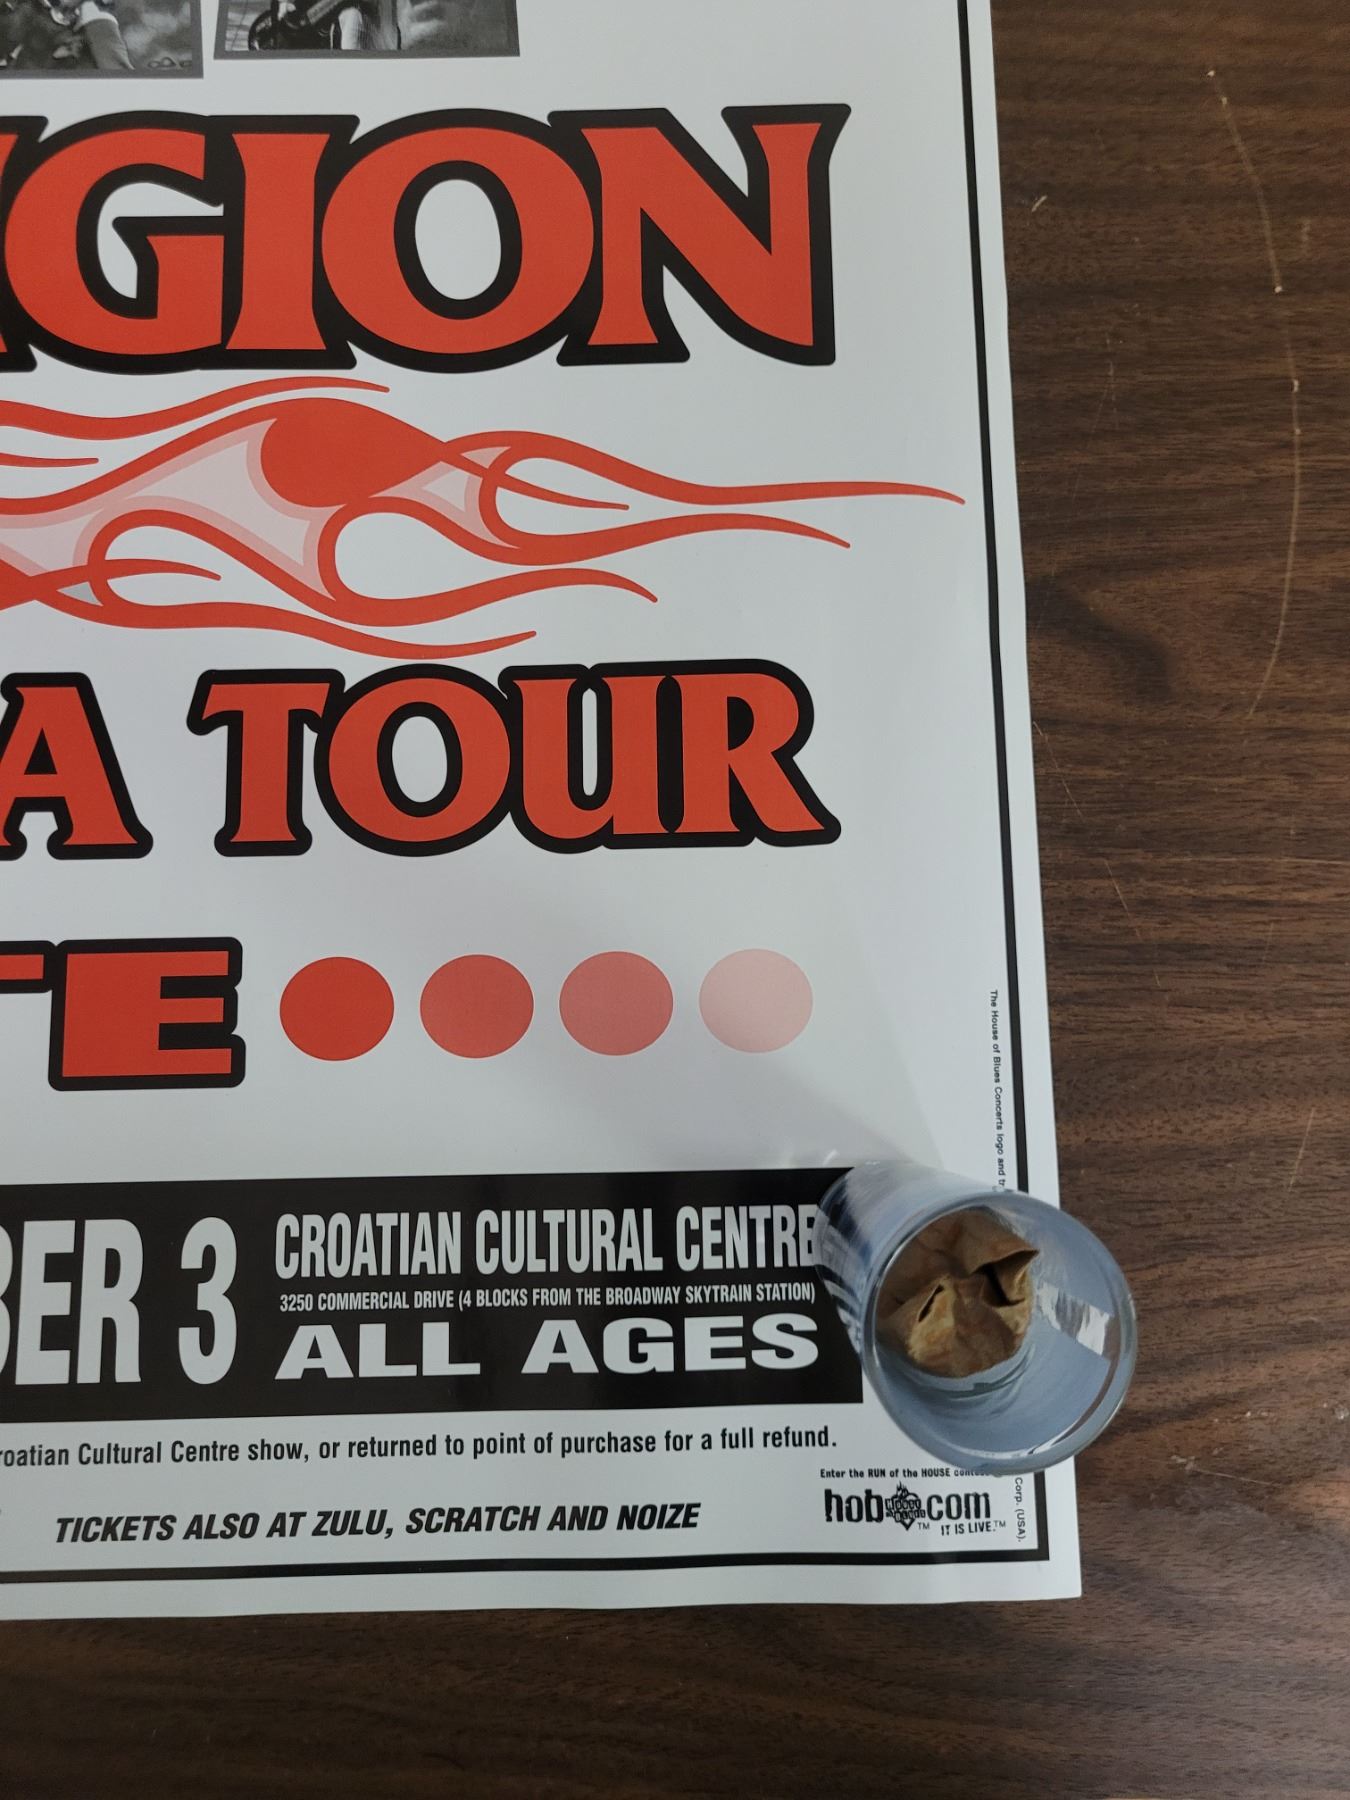 IGION
A TOUR
TE
The House of Blues Concerts logo and
BER 3
CROATIAN CULTURAL CENTRE
3250 COMMERCIAL DRIVE (4 BLOCKS FROM THE BROADWAY SKYTRAIN STATION)
ALL AGES
roatian Cultural Centre show, or returned to point of purchase for a full refund.
TICKETS ALSO AT ZULU, SCRATCH AND NOIZE
Enter the RUN of the HOUSE
hob.com
TM IT IS LIVE.™
Corp. (USA).